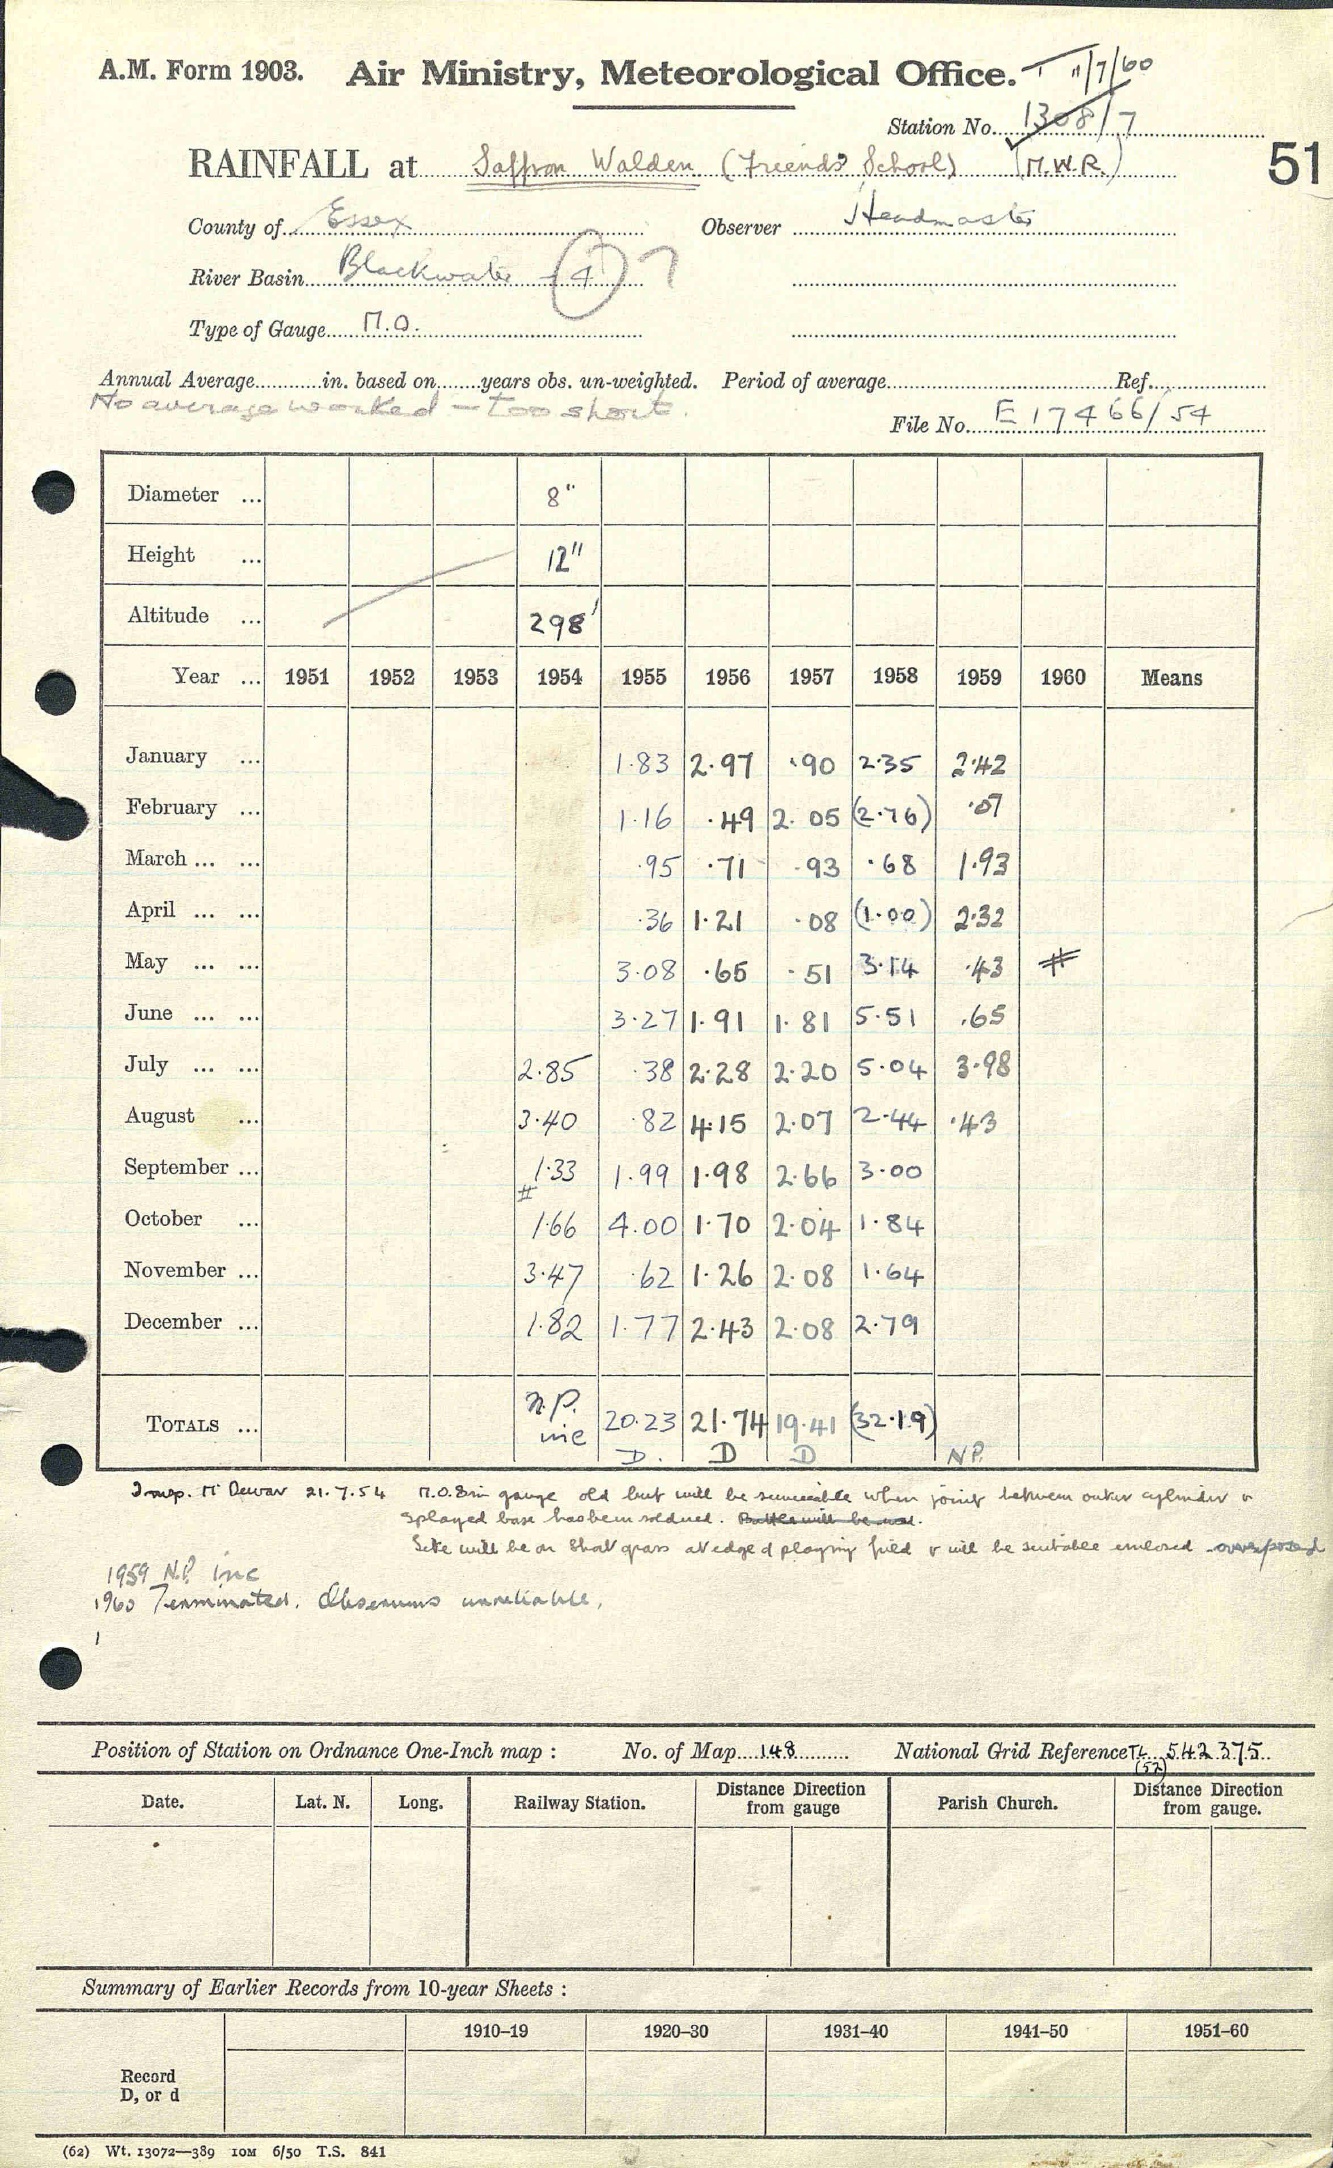 A.M. Form 1903. Air Ministry, Meteorological Office. T 11/7/60
Station No. 1308/7
RAINFALL at Saffron Walden (Friends' School) (M.W.R.) 51
County of Essex Observer Headmaster
River Basin Blackwater 4 7
Type of Gauge M.O.
Annual Average in. based on years obs. un-weighted. Period of average Ref.
No average worked – too short.
File No. E 17466/54
Diameter ... 8"
Height ... 12"
Altitude ... 298'
Year ... 1951 1952 1953 1954 1955 1956 1957 1958 1959 1960 Means
January ... 1.83 2.97 .90 2.35 2.42
February ... 1.16 .49 2.05 (2.76) .07
March ... ... .95 .71 .93 .68 1.93
April ... ... .36 1.21 .08 (1.00) 2.32
May ... ... 3.08 .65 .51 3.14 .43 #
June ... ... 3.27 1.91 1.81 5.51 .65
July ... ... 2.85 .38 2.28 2.20 5.04 3.98
August ... 3.40 .82 4.15 2.07 2.44 .43
September ... 1.33 1.99 1.98 2.66 3.00
#
October ... 1.66 4.00 1.70 2.04 1.84
November ... 3.47 .62 1.26 2.08 1.64
December ... 1.82 1.77 2.43 2.08 2.79
TOTALS ... N.P. inc 20.23 21.74 19.41 (32.19)
D. D D NP.
Insp. Mr Dewar 21.7.54 M.O. 8in gauge old but will be serviceable when joint between outer cylinder &
splayed base has been soldered. Bottle will be used.
Site will be on short grass at edge of playing field & will be suitable enclosed overexposed
1959 N.P. inc
1960 Terminated. Observers unreliable.
Position of Station on Ordnance One-Inch map : No. of Map 148 National Grid Reference TL 542 375
(52)
Date. Lat. N. Long. Railway Station. Distance from gauge Direction Parish Church. Distance from gauge. Direction
Summary of Earlier Records from 10-year Sheets :
1910–19 1920–30 1931–40 1941–50 1951–60
Record
D, or d
(62) Wt. 13072—389 10M 6/50 T.S. 841